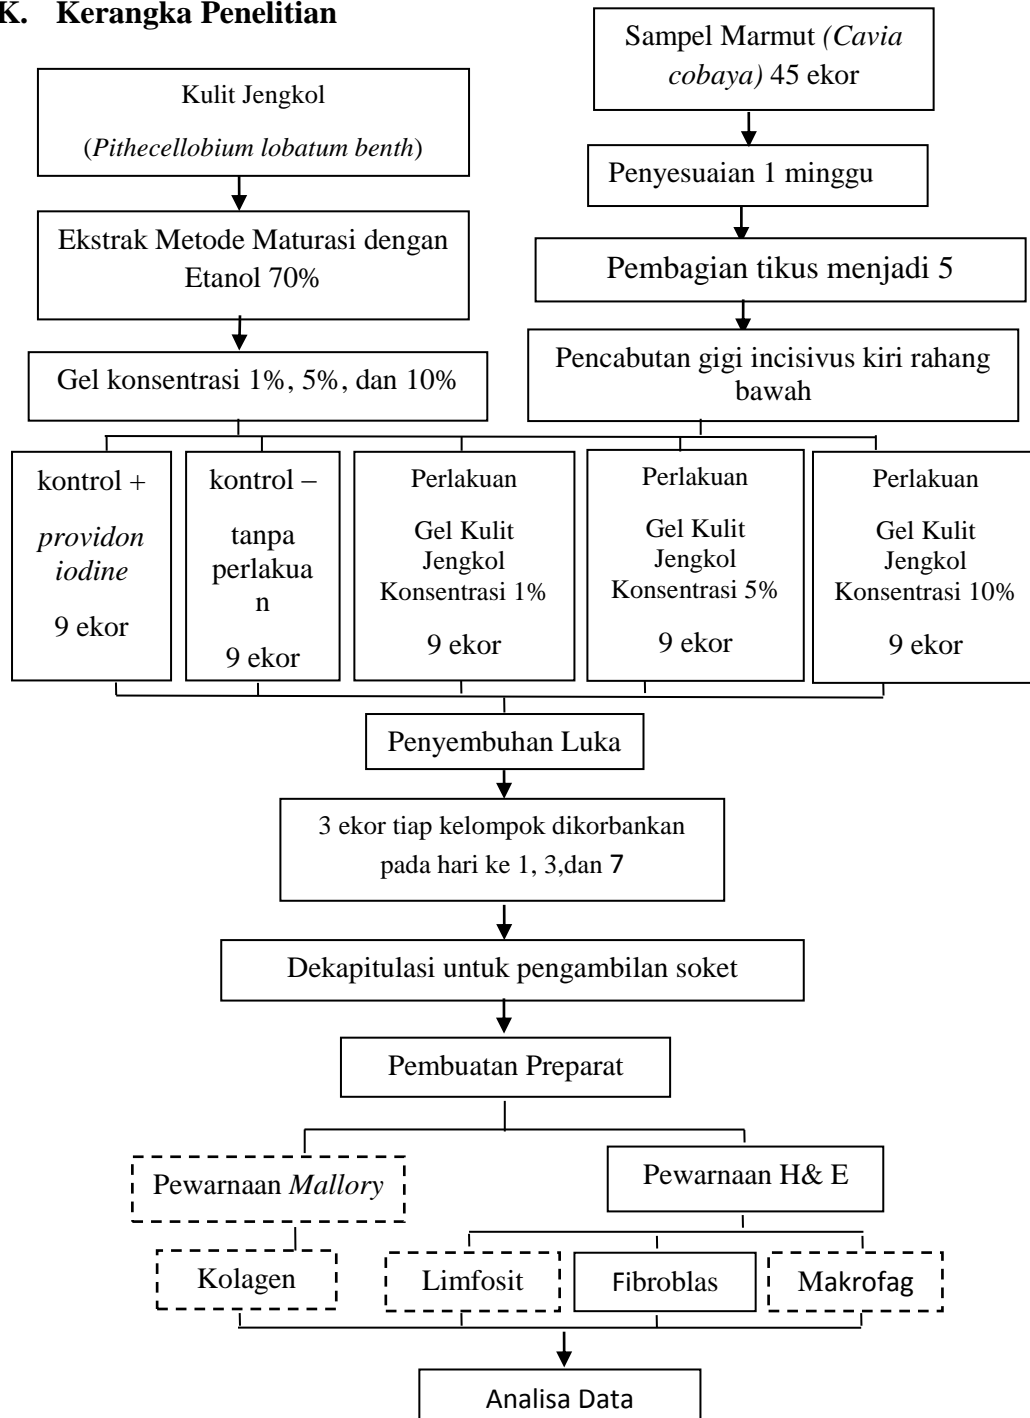 K. Kerangka Penelitian
Sampel Marmut (Cavia
cobaya) 45 ekor
Kulit Jengkol
(Pithecellobium lobatum benth)
Penyesuaian 1 minggu
Ekstrak Metode Maturasi dengan
Etanol 70%
Pembagian tikus menjadi 5
Gel konsentrasi 1%, 5%, dan 10%
Pencabutan gigi incisivus kiri rahang
bawah
kontrol +
providon
iodine
9 ekor
kontrol –
tanpa
perlakua
n
9 ekor
Perlakuan
Gel Kulit
Jengkol
Konsentrasi 1%
9 ekor
Perlakuan
Gel Kulit
Jengkol
Konsentrasi 5%
9 ekor
Perlakuan
Gel Kulit
Jengkol
Konsentrasi 10%
9 ekor
Penyembuhan Luka
3 ekor tiap kelompok dikorbankan
pada hari ke 1, 3,dan 7
Dekapitulasi untuk pengambilan soket
Pembuatan Preparat
Pewarnaan Mallory
Pewarnaan H& E
Kolagen
Limfosit
Fibroblas
Makrofag
Analisa Data